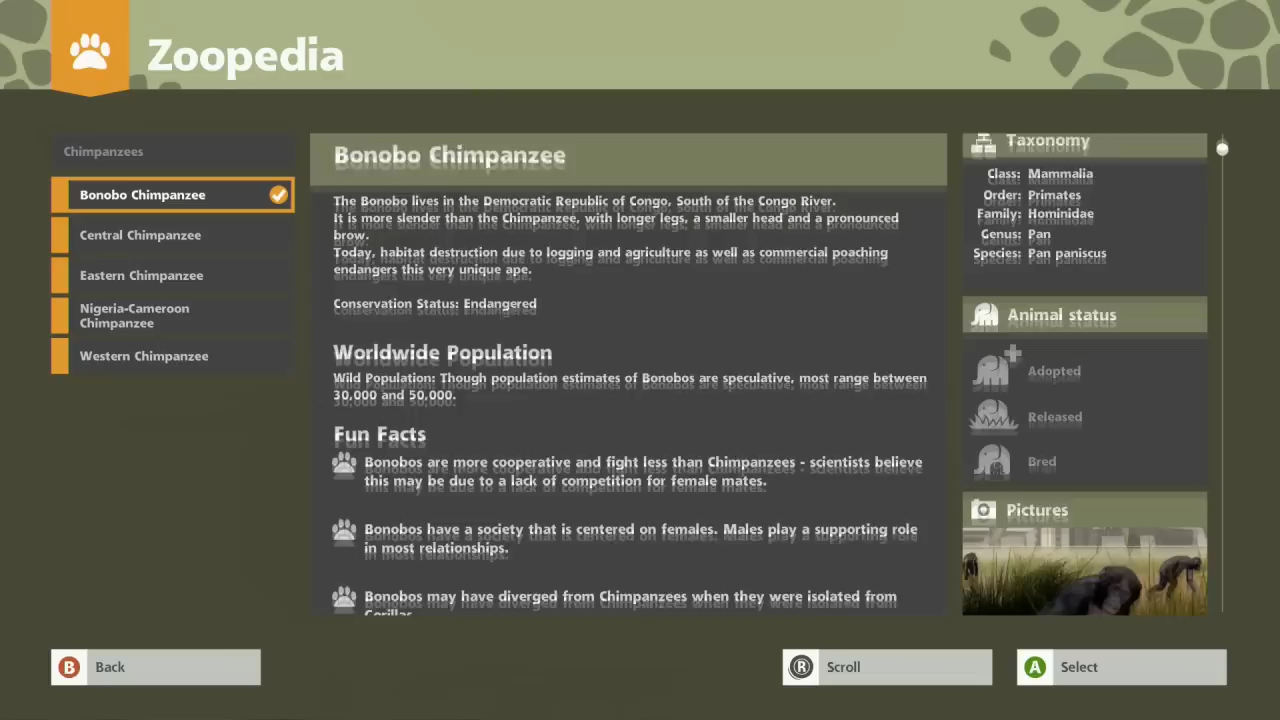 Zoopedia
Chimpanzees
Bonobo Chimpanzee
Central Chimpanzee
Eastern Chimpanzee
Nigeria-Cameroon
Chimpanzee
Western Chimpanzee
Bonobo Chimpanzee
The Bonobo lives in the Democratic Republic of Congo, South of the Congo River.
It is more slender than the Chimpanzee, with longer legs, a smaller head and a pronounced
brow.
Today, habitat destruction due to logging and agriculture as well as commercial poaching
endangers this very unique ape.
Conservation Status: Endangered
Worldwide Population
Wild Population: Though population estimates of Bonobos are speculative, most range between
30,000 and 50,000.
Fun Facts
Bonobos are more cooperative and fight less than Chimpanzees - scientists believe
this may be due to a lack of competition for female mates.
Bonobos have a society that is centered on females. Males play a supporting role
in most relationships.
Bonobos may have diverged from Chimpanzees when they were isolated from
Gorillas
Taxonomy
Class: Mammalia
Order: Primates
Family: Hominidae
Genus: Pan
Species: Pan paniscus
Animal status
Adopted
Released
Bred
Pictures
B Back
R Scroll
A Select